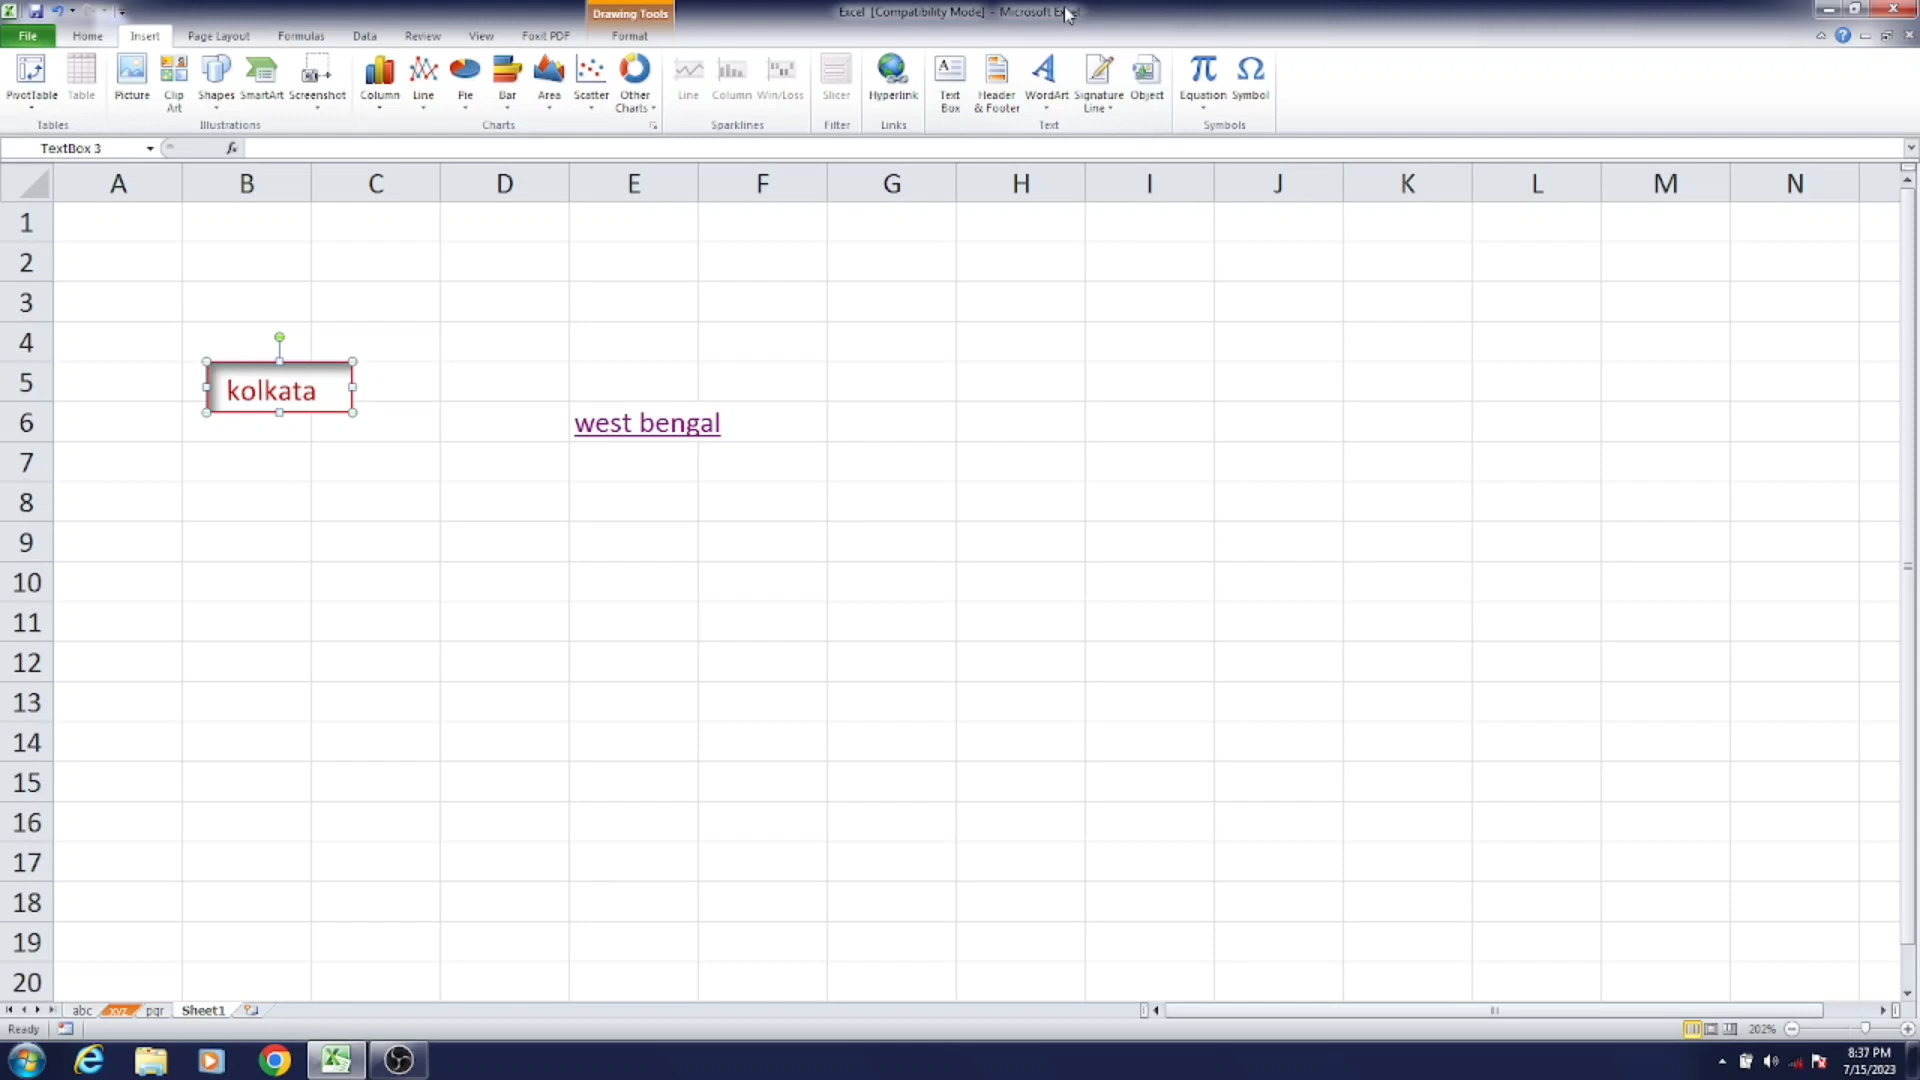 Drawing Tools
Excel [Compatibility Mode] - Microsoft Excel
File Home Insert Page Layout Formulas Data Review View Foxit PDF Format
PivotTable Table Picture Clip Art Shapes SmartArt Screenshot Column Line Pie Bar Area Scatter Other Charts Line Column Win/Loss Slicer Hyperlink Text Box Header & Footer WordArt Signature Line Object Equation Symbol
Tables Illustrations Charts Sparklines Filter Links Text Symbols
TextBox 3 fx
A B C D E F G H I J K L M N
1
2
3
4
5 kolkata
6 west bengal
7
8
9
10
11
12
13
14
15
16
17
18
19
20
abc xyz pqr Sheet1
Ready 202%
8:37 PM
7/15/2023